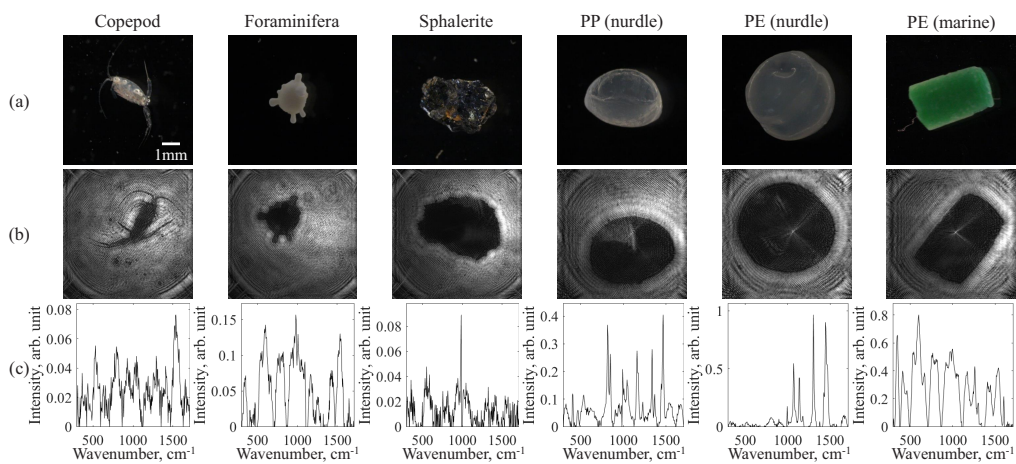 Copepod Foraminifera Sphalerite PP (nurdle) PE (nurdle) PE (marine)
(a)
1mm
(b)
(c)
Intensity, arb. unit
0.08
0.06
0.04
0.02
0
500 1000 1500
Wavenumber, cm-1
Intensity, arb. unit
0.15
0.1
0.05
0
500 1000 1500
Wavenumber, cm-1
Intensity, arb. unit
0.08
0.06
0.04
0.02
0
500 1000 1500
Wavenumber, cm-1
Intensity, arb. unit
0.4
0.3
0.2
0.1
0
500 1000 1500
Wavenumber, cm-1
Intensity, arb. unit
1
0.5
0
500 1000 1500
Wavenumber, cm-1
Intensity, arb. unit
0.8
0.6
0.4
0.2
0
500 1000 1500
Wavenumber, cm-1